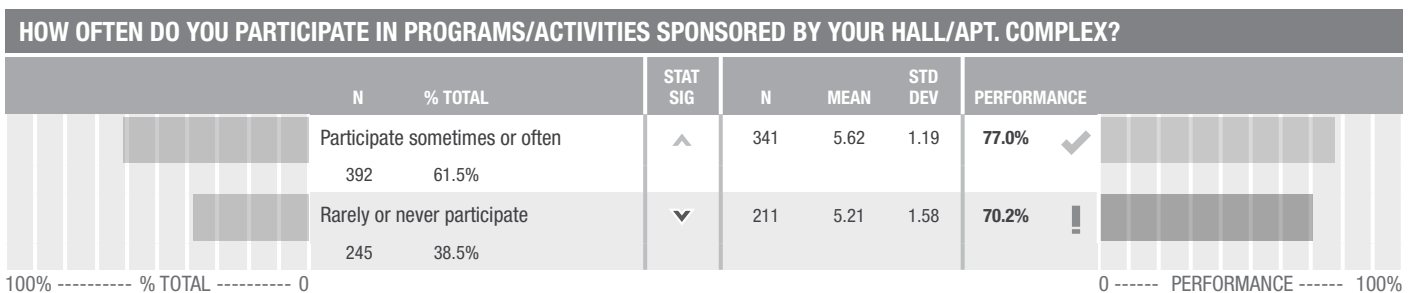 HOW OFTEN DO YOU PARTICIPATE IN PROGRAMS/ACTIVITIES SPONSORED BY YOUR HALL/APT. COMPLEX?
N % TOTAL STAT SIG N MEAN STD DEV PERFORMANCE
Participate sometimes or often 341 5.62 1.19 77.0%
392 61.5%
Rarely or never participate 211 5.21 1.58 70.2% !
245 38.5%
100% ---------- % TOTAL ---------- 0 0 ------ PERFORMANCE ------ 100%